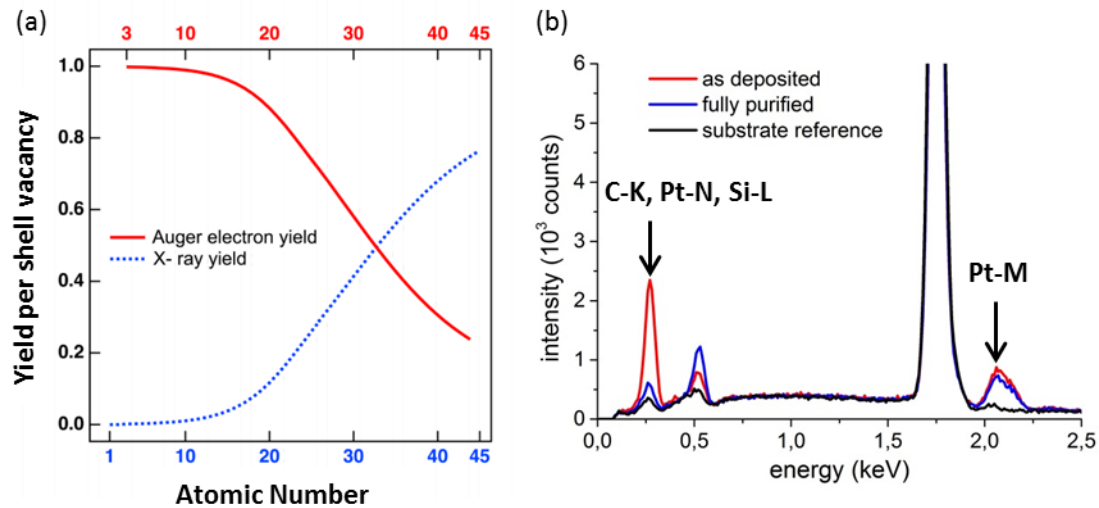 (a)
3 10 20 30 40 45
1.0
0.8
0.6
0.4
0.2
0.0
Yield per shell vacancy
Auger electron yield
X- ray yield
1 10 20 30 40 45
Atomic Number
(b)
6
5
4
3
2
1
0
intensity (10³ counts)
as deposited
fully purified
substrate reference
C-K, Pt-N, Si-L
Pt-M
0,0 0,5 1,0 1,5 2,0 2,5
energy (keV)